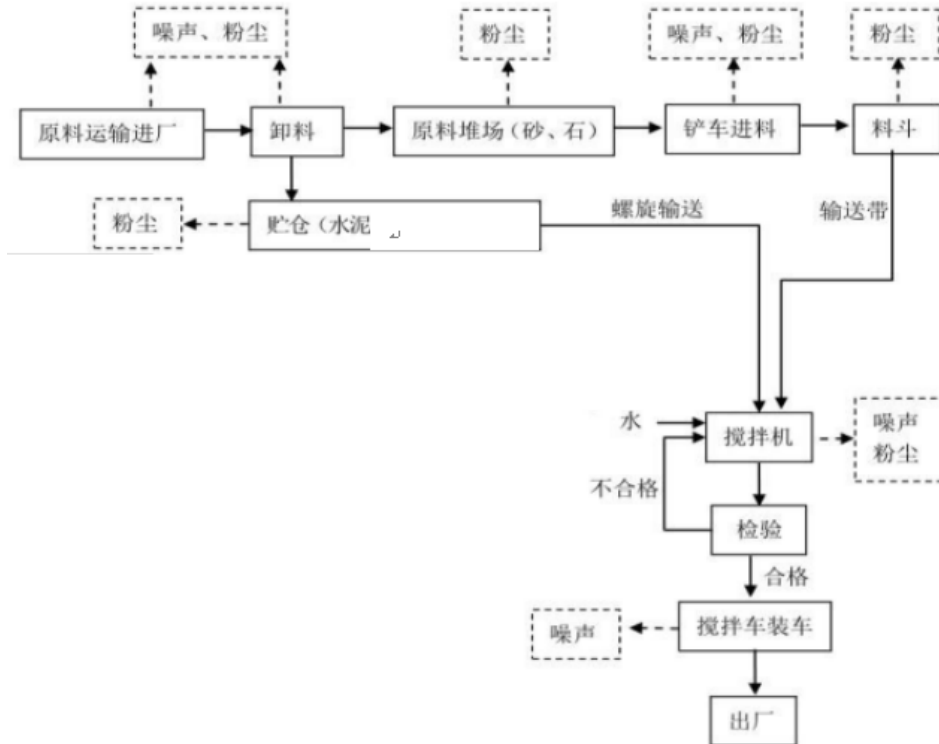 噪声、粉尘
粉尘
噪声、粉尘
粉尘
原料运输进厂
卸料
原料堆场(砂、石)
铲车进料
料斗
粉尘
贮仓(水泥
螺旋输送
输送带
水
搅拌机
噪声
粉尘
不合格
检验
合格
噪声
搅拌车装车
出厂